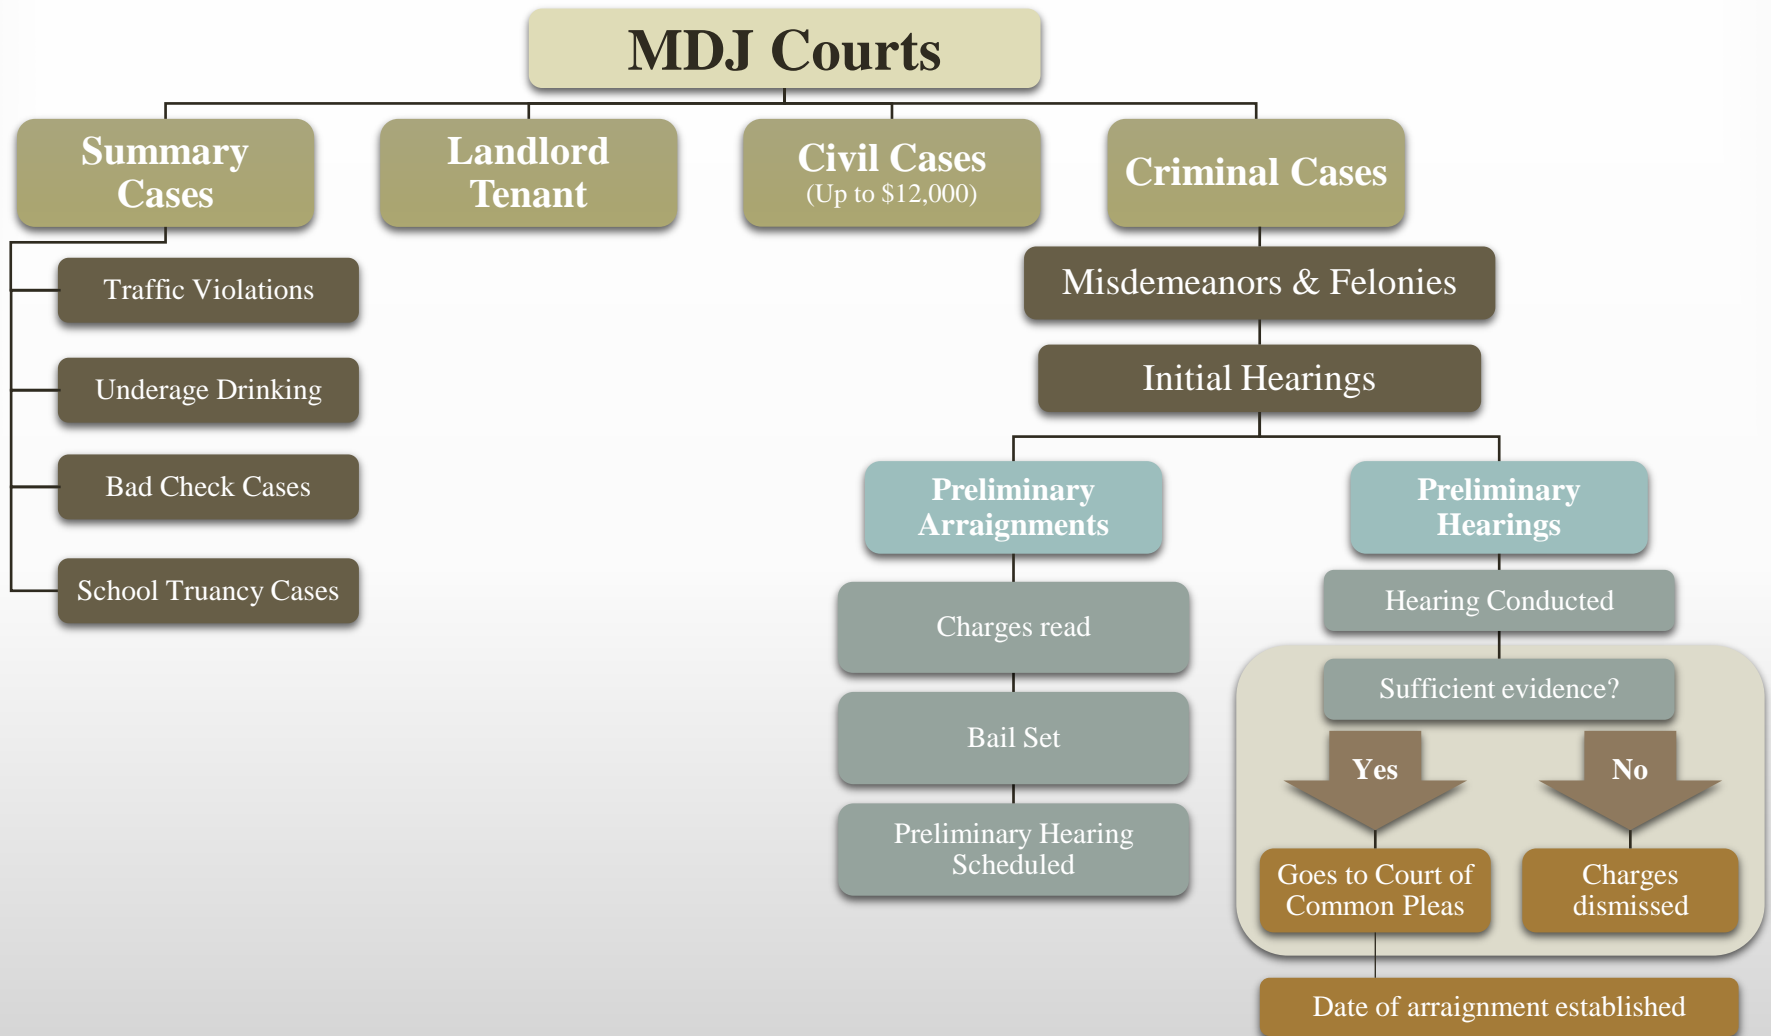 MDJ Courts
Summary
Cases
Landlord
Tenant
Civil Cases
(Up to $12,000)
Criminal Cases
Traffic Violations
Underage Drinking
Bad Check Cases
School Truancy Cases
Misdemeanors & Felonies
Initial Hearings
Preliminary
Arraignments
Charges read
Bail Set
Preliminary Hearing
Scheduled
Preliminary
Hearings
Hearing Conducted
Sufficient evidence?
Yes
No
Goes to Court of
Common Pleas
Charges
dismissed
Date of arraignment established